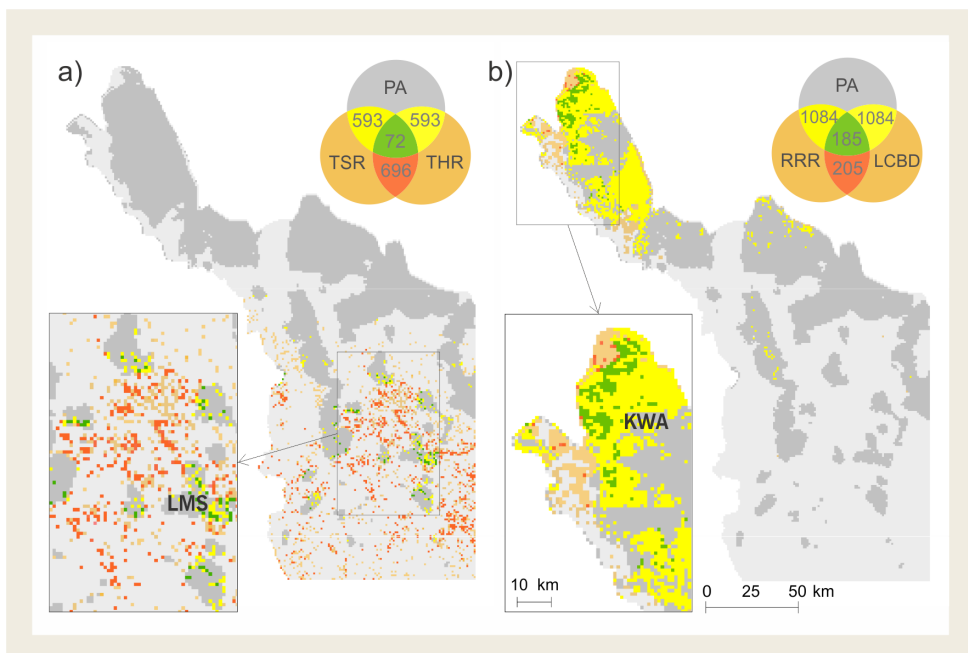 a)
PA
593 593
72
TSR THR
696
LMS
b)
PA
1084 1084
185
RRR LCBD
205
KWA
10 km
0 25 50 km